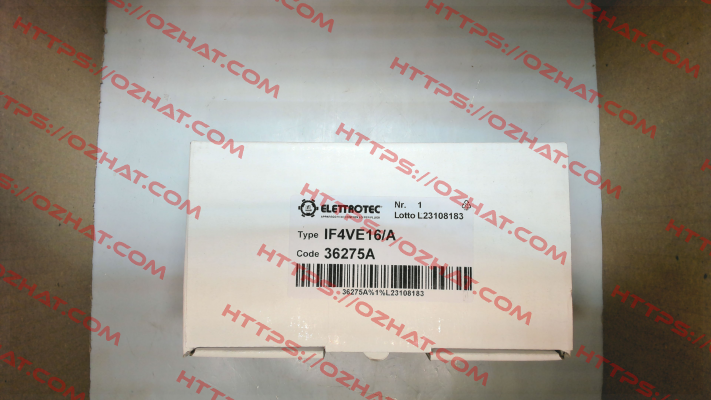 ELETTROTEC
Nr. 1
Lotto L23108183
Type IF4VE16/A
Code 36275A
36275A%1%L23108183
HTTPS://OZHAT.COM